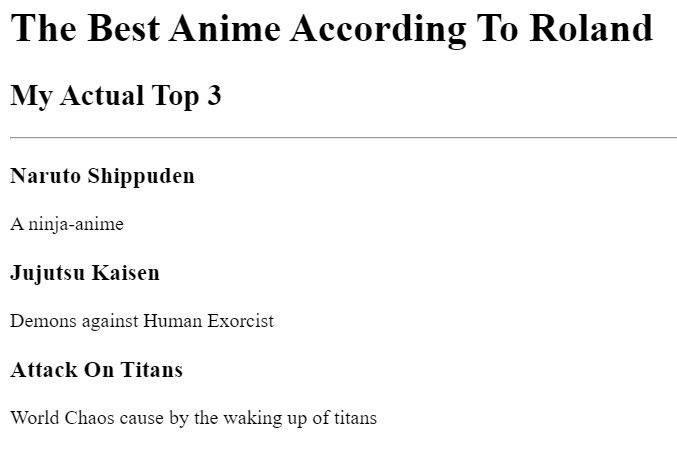 The Best Anime According To Roland
My Actual Top 3
Naruto Shippuden
A ninja-anime
Jujutsu Kaisen
Demons against Human Exorcist
Attack On Titans
World Chaos cause by the waking up of titans